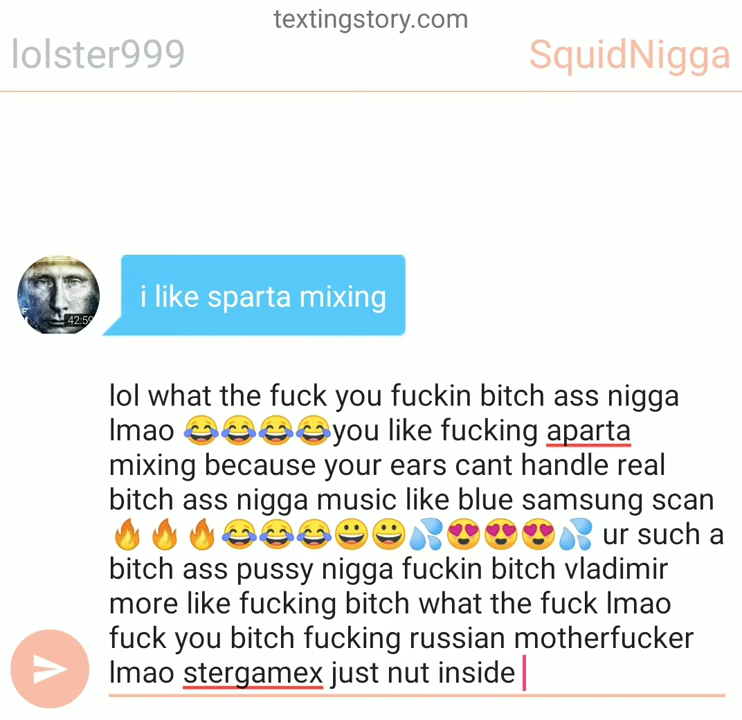 textingstory.com
lolster999
SquidNigga
42:59
i like sparta mixing
lol what the fuck you fuckin bitch ass nigga
lmao 😂😂😂😂you like fucking aparta
mixing because your ears cant handle real
bitch ass nigga music like blue samsung scan
🔥🔥🔥😂😂😂😀😀💦😍😍😍💦 ur such a
bitch ass pussy nigga fuckin bitch vladimir
more like fucking bitch what the fuck lmao
fuck you bitch fucking russian motherfucker
lmao stergamex just nut inside